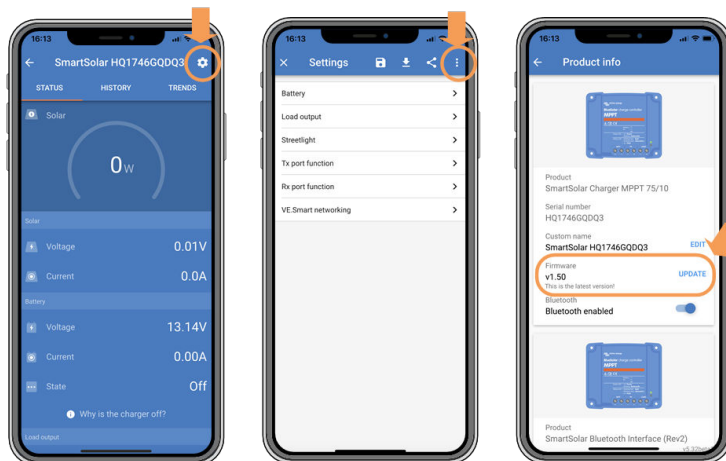 16:13
SmartSolar HQ1746GQDQ3
STATUS HISTORY TRENDS
Solar
0W
Solar
Voltage 0.01V
Current 0.0A
Battery
Voltage 13.14V
Current 0.00A
State Off
Why is the charger off?
Load output
16:13
Settings
Battery
Load output
Streetlight
Tx port function
Rx port function
VE.Smart networking
16:13
Product info
MPPT
Product
SmartSolar Charger MPPT 75/10
Serial number
HQ1746GQDQ3
Custom name
SmartSolar HQ1746GQDQ3 EDIT
Firmware
v1.50 UPDATE
This is the latest version!
Bluetooth
Bluetooth enabled
MPPT
Product
SmartSolar Bluetooth Interface (Rev2)